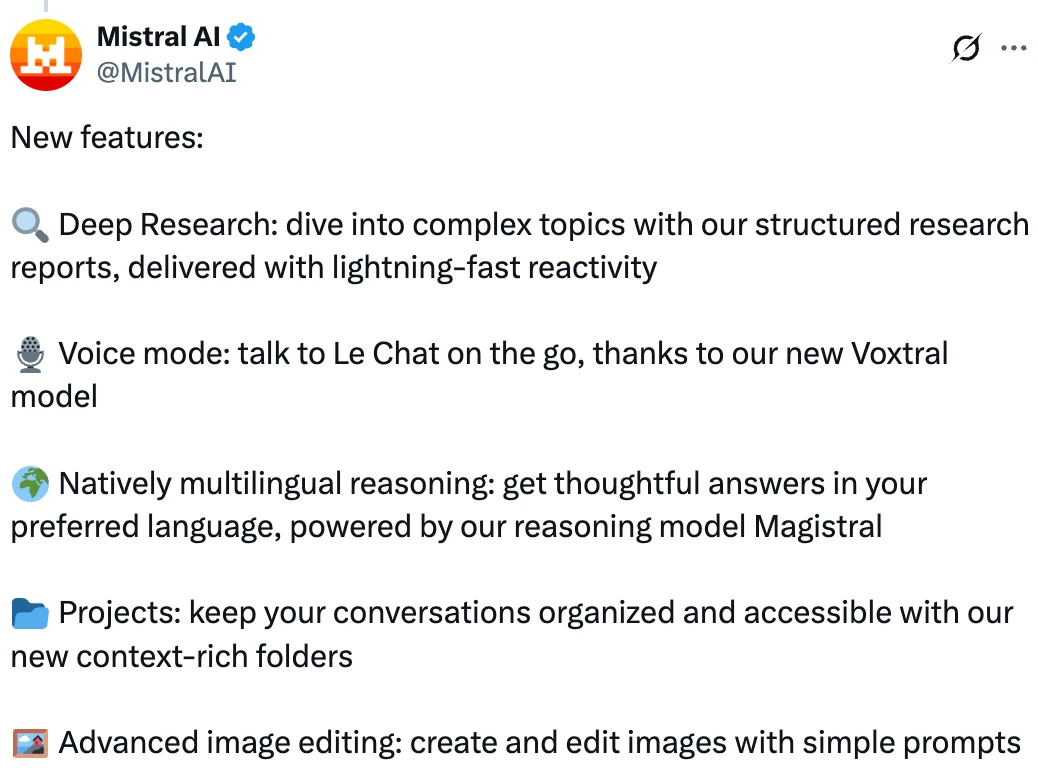 Mistral AI
@MistralAI
New features:
🔍 Deep Research: dive into complex topics with our structured research
reports, delivered with lightning-fast reactivity
🎙️ Voice mode: talk to Le Chat on the go, thanks to our new Voxtral
model
🌍 Natively multilingual reasoning: get thoughtful answers in your
preferred language, powered by our reasoning model Magistral
📁 Projects: keep your conversations organized and accessible with our
new context-rich folders
🖼️ Advanced image editing: create and edit images with simple prompts